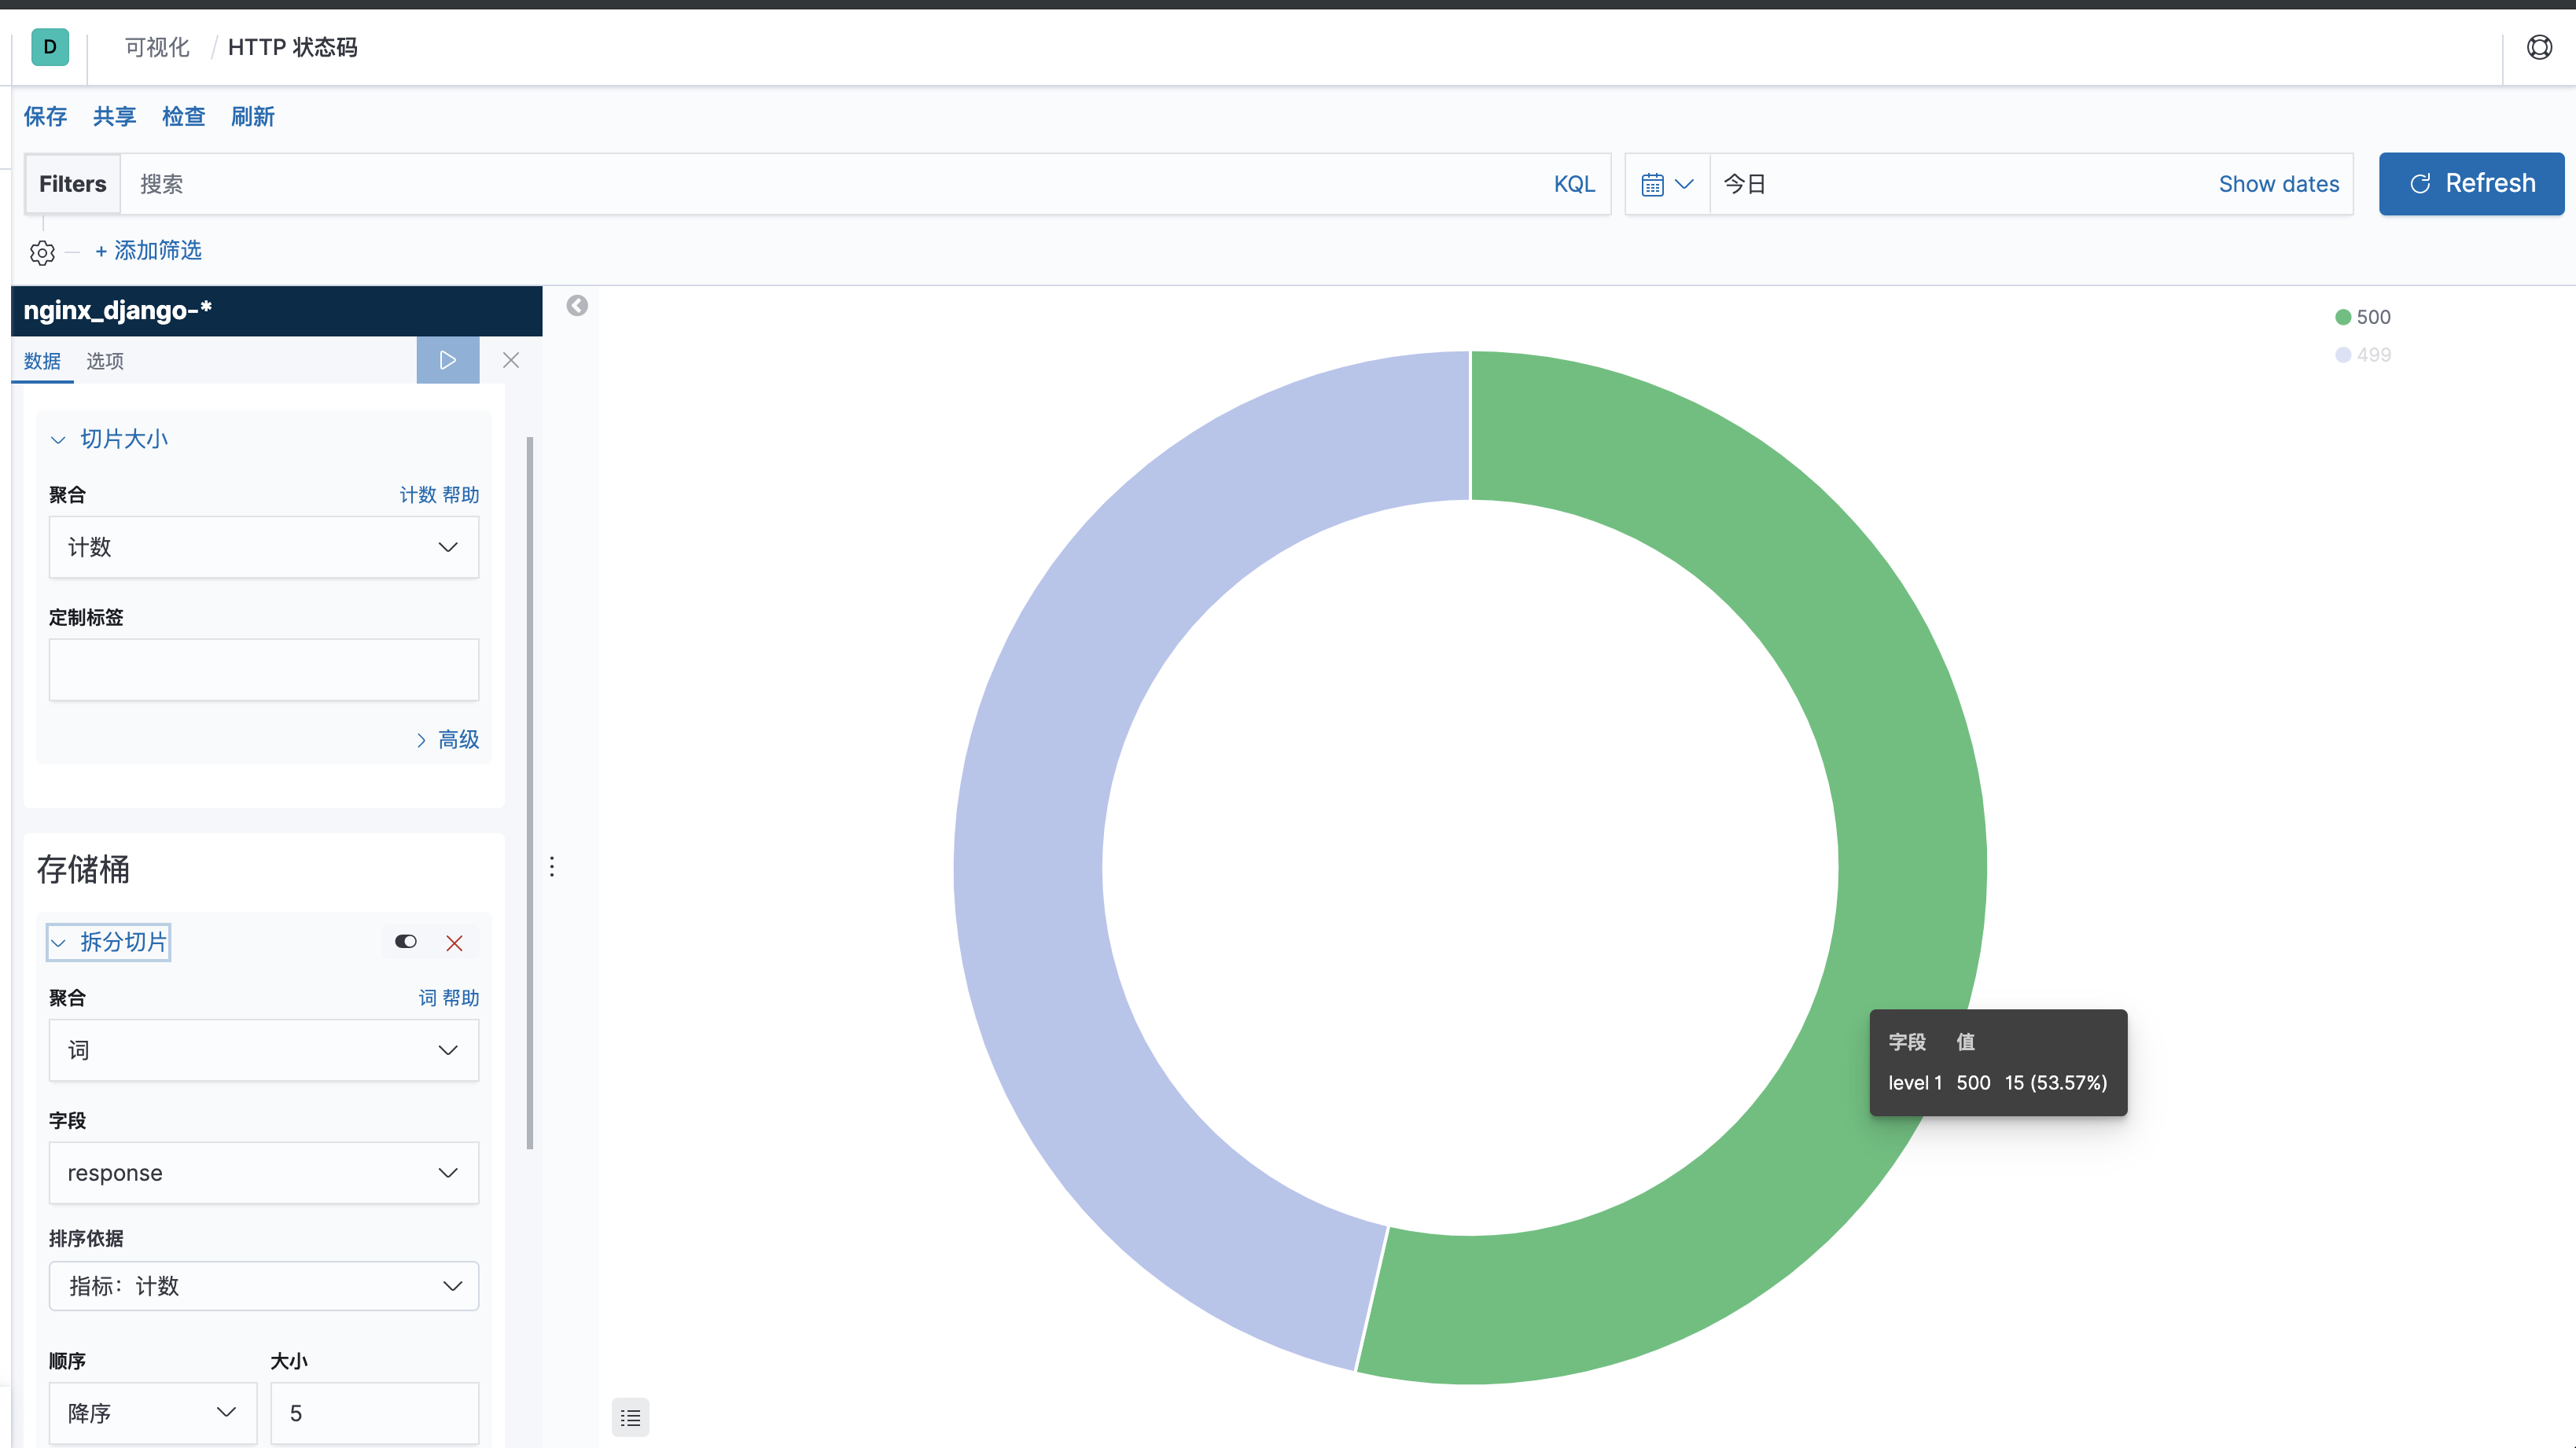 D
可视化 / HTTP 状态码
保存 共享 检查 刷新
Filters 搜索 KQL 今日 Show dates Refresh
+ 添加筛选
nginx_django-*
数据 选项
切片大小
聚合 计数 帮助
计数
定制标签
高级
存储桶
拆分切片
聚合 词 帮助
词
字段
response
排序依据
指标：计数
顺序 大小
降序 5
500
499
字段 值
level 1 500 15 (53.57%)